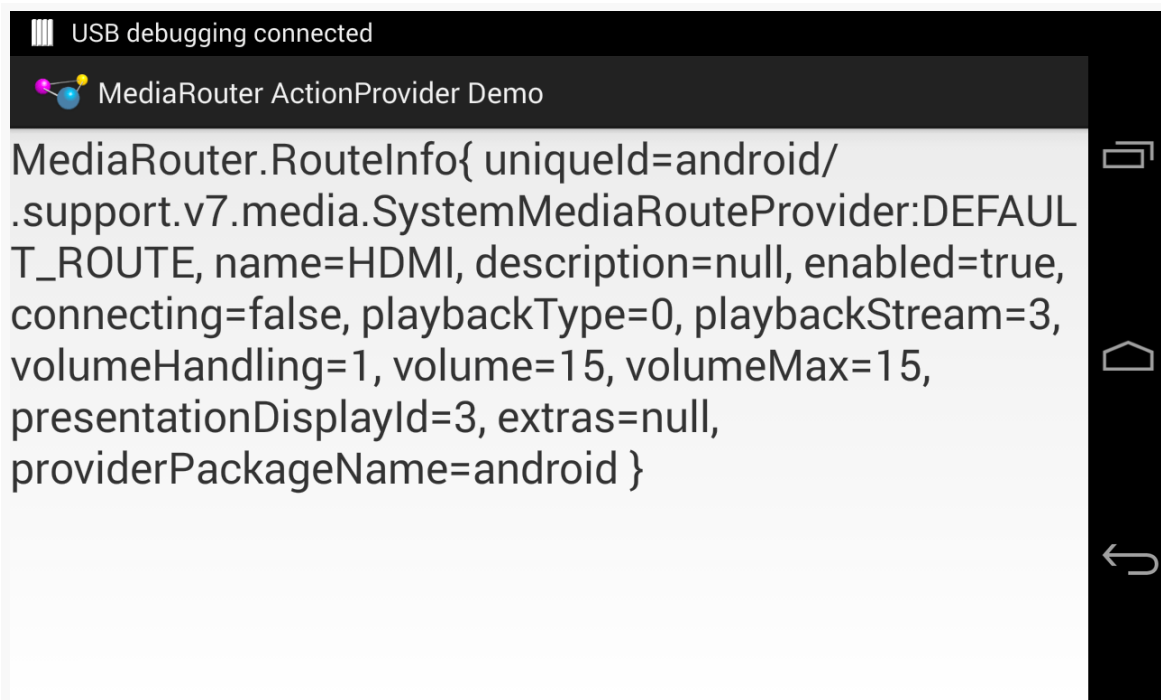 USB debugging connected
MediaRouter ActionProvider Demo
MediaRouter.RouteInfo{ uniqueId=android/
.support.v7.media.SystemMediaRouteProvider:DEFAUL
T_ROUTE, name=HDMI, description=null, enabled=true,
connecting=false, playbackType=0, playbackStream=3,
volumeHandling=1, volume=15, volumeMax=15,
presentationDisplayId=3, extras=null,
providerPackageName=android }